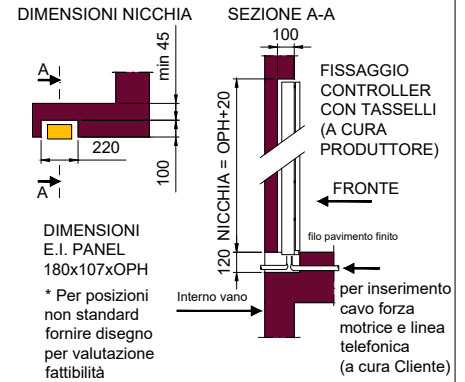 DIMENSIONI NICCHIA
SEZIONE A-A
A
min 45
220
100
A
100
NICCHIA = OPH+20
120
FISSAGGIO
CONTROLLER
CON TASSELLI
(A CURA
PRODUTTORE)
FRONTE
filo pavimento finito
DIMENSIONI
E.I. PANEL
180x107xOPH
* Per posizioni
non standard
fornire disegno
per valutazione
fattibilità
Interno vano
per inserimento
cavo forza
motrice e linea
telefonica
(a cura Cliente)